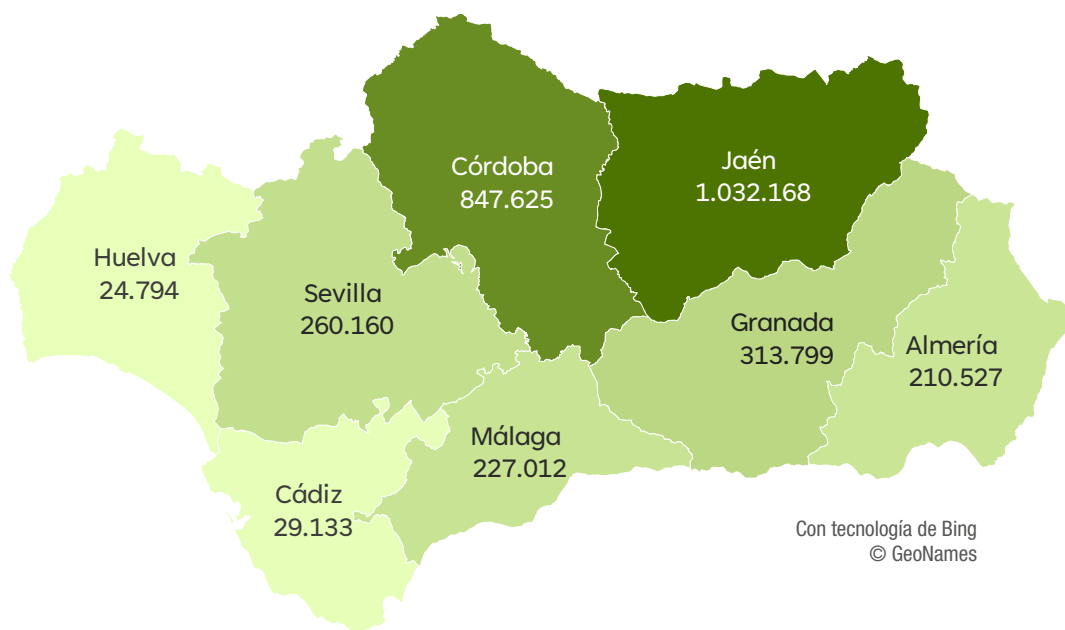 Córdoba
847.625
Jaén
1.032.168
Huelva
24.794
Sevilla
260.160
Granada
313.799
Almería
210.527
Málaga
227.012
Cádiz
29.133
Con tecnología de Bing
© GeoNames